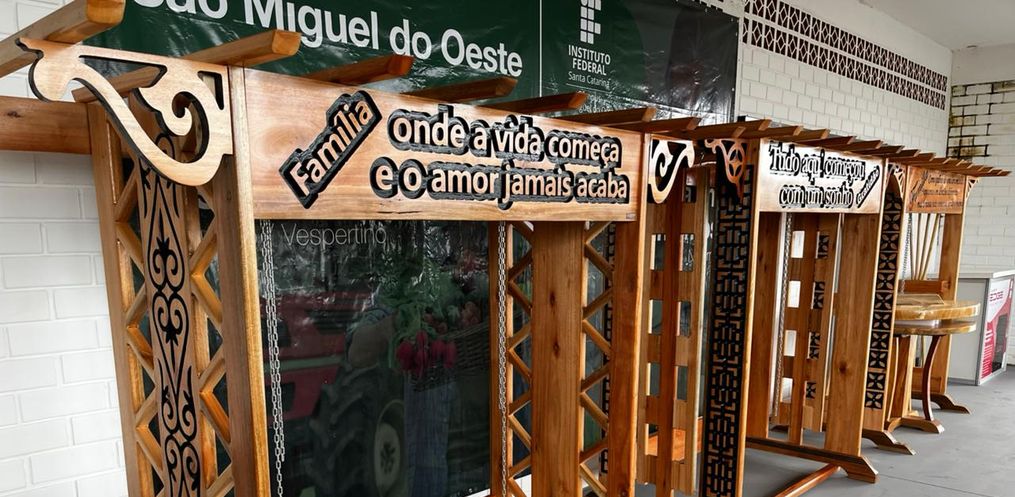 São Miguel do Oeste
INSTITUTO
FEDERAL
Santa Catarina
Família
onde a vida começa
e o amor jamais acaba
Vespertino
Tudo aqui começou
com um sonho